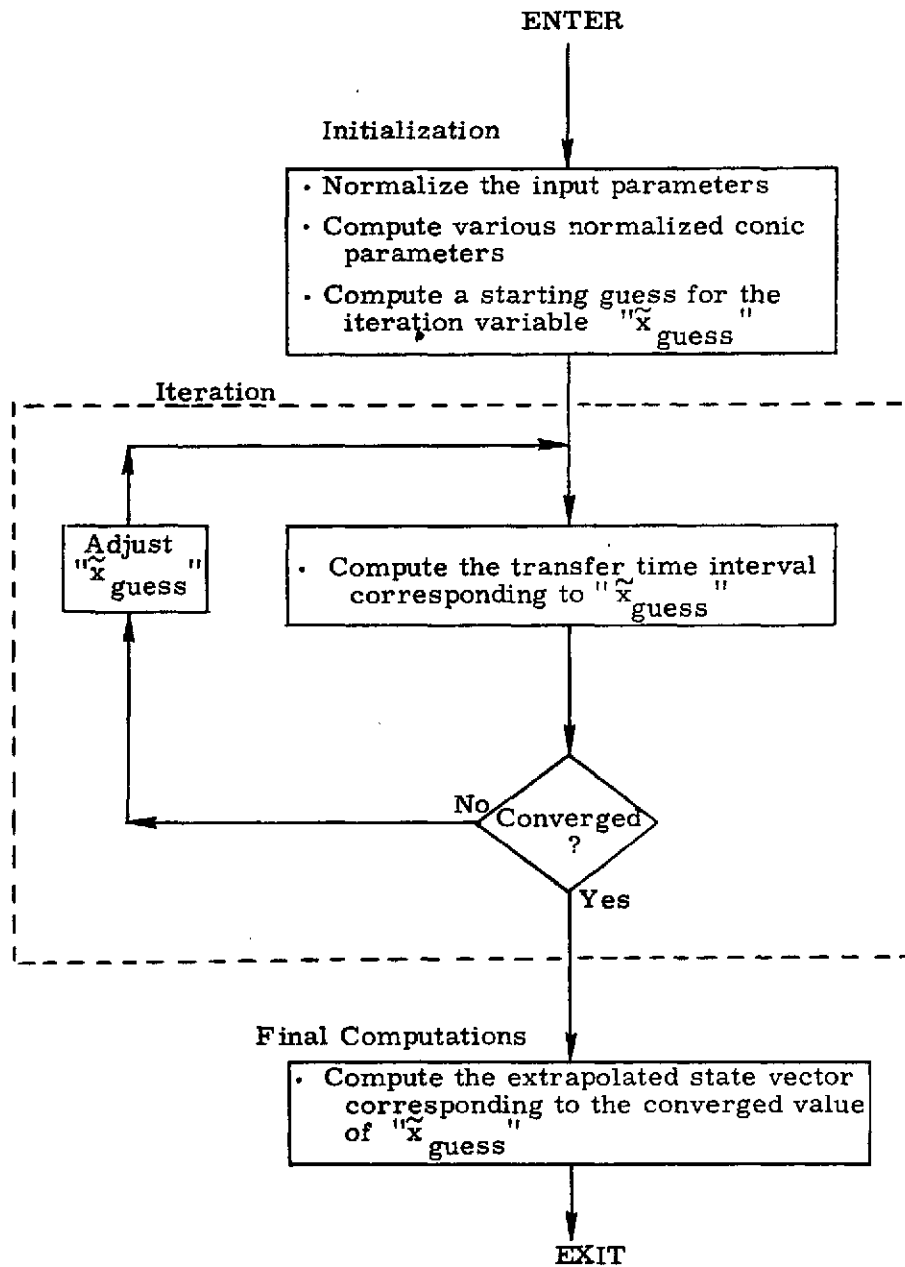 ENTER
Initialization
· Normalize the input parameters
· Compute various normalized conic
parameters
· Compute a starting guess for the
iteration variable "x̃guess"
Iteration
Adjust
"x̃guess"
· Compute the transfer time interval
corresponding to "x̃guess"
No
Converged
?
Yes
Final Computations
· Compute the extrapolated state vector
corresponding to the converged value
of "x̃guess"
EXIT